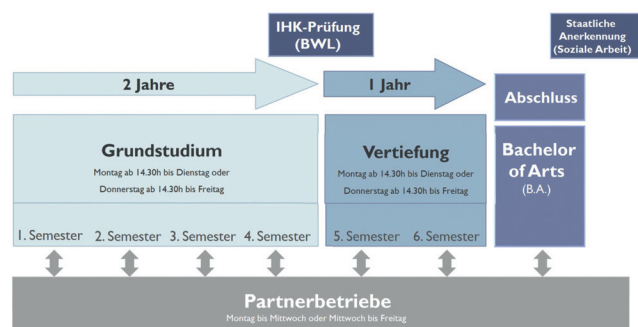 IHK-Prüfung
(BWL)
Staatliche
Anerkennung
(Soziale Arbeit)
2 Jahre
1 Jahr
Abschluss
Grundstudium
Montag ab 14.30h bis Dienstag oder
Donnerstag ab 14.30h bis Freitag
Vertiefung
Montag ab 14.30h bis Dienstag oder
Donnerstag ab 14.30h bis Freitag
Bachelor
of Arts
(B.A.)
1. Semester
2. Semester
3. Semester
4. Semester
5. Semester
6. Semester
Partnerbetriebe
Montag bis Mittwoch oder Mittwoch bis Freitag